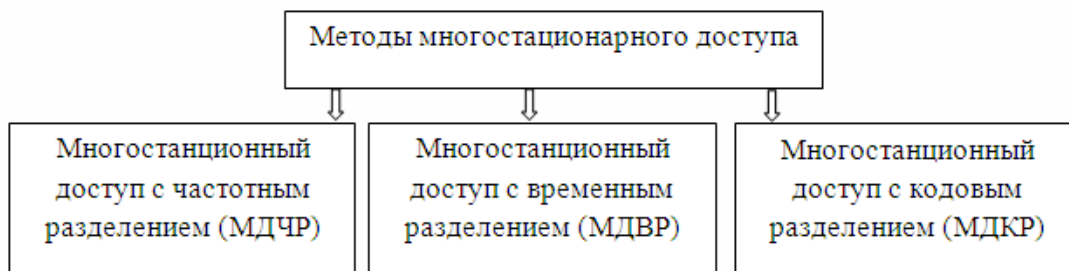 Методы многостационарного доступа
Многостанционный
доступ с частотным
разделением (МДЧР)
Многостанционный
доступ с временным
разделением (МДВР)
Многостанционный
доступ с кодовым
разделением (МДКР)